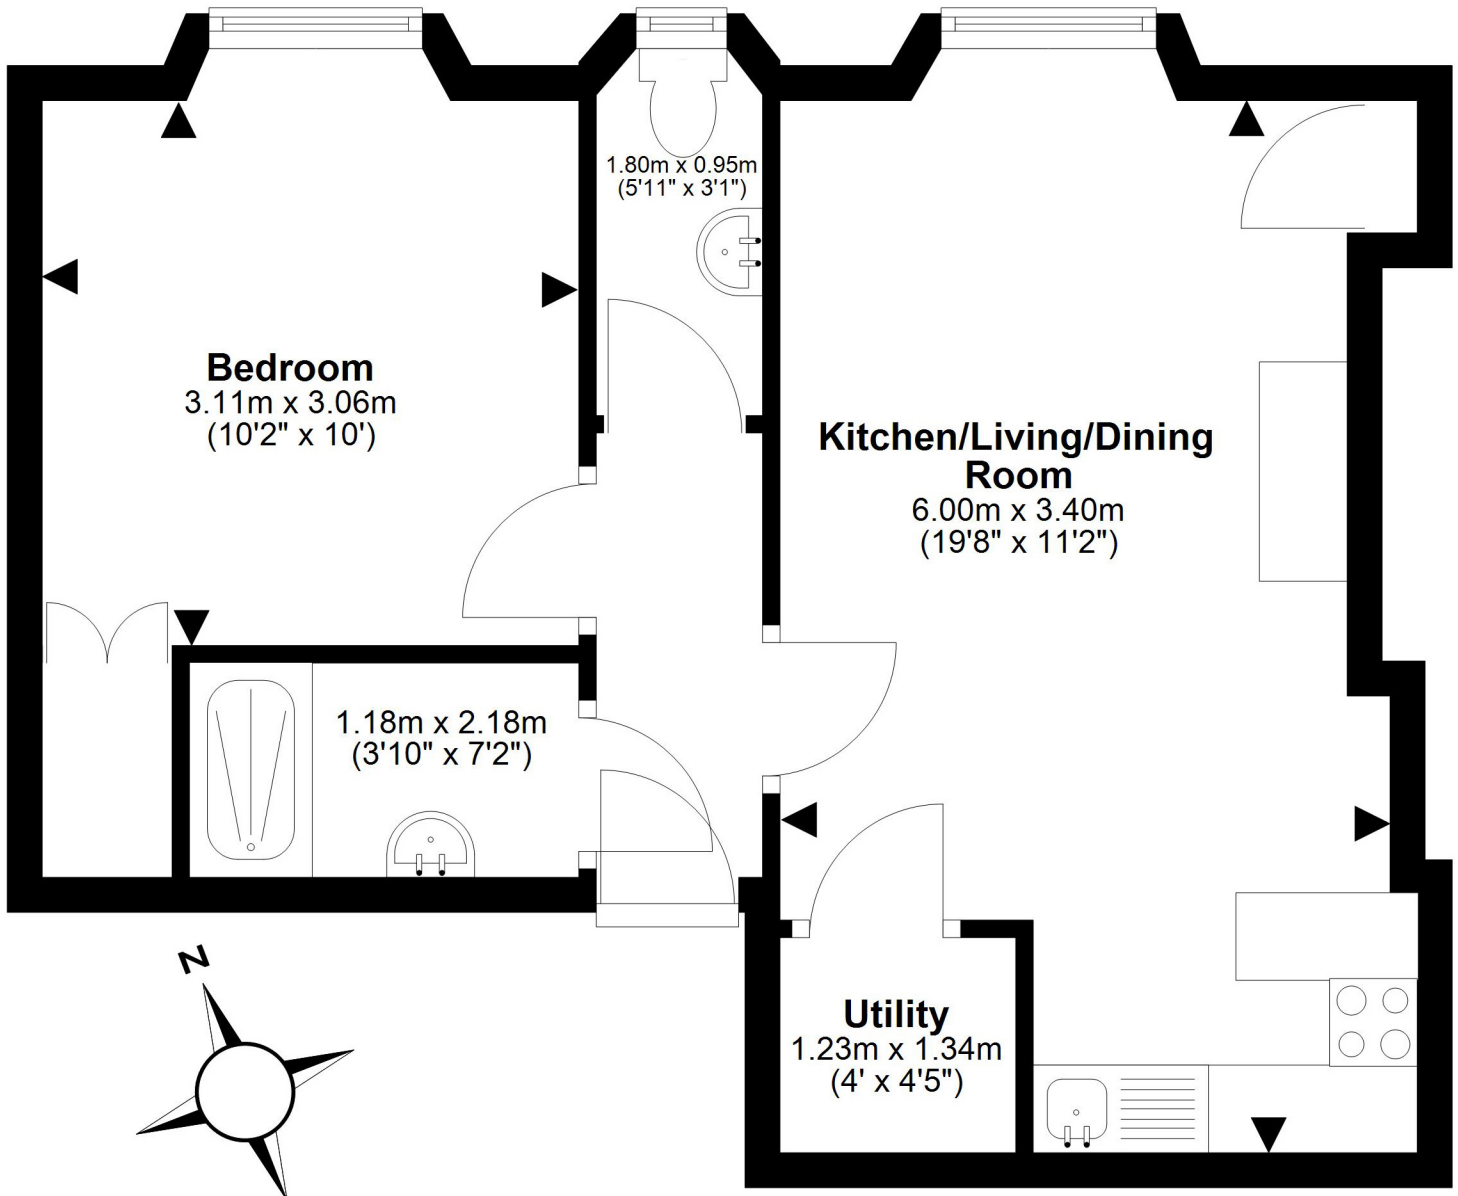 1.80m x 0.95m
(5'11" x 3'1")
Bedroom
3.11m x 3.06m
(10'2" x 10')
Kitchen/Living/Dining
Room
6.00m x 3.40m
(19'8" x 11'2")
1.18m x 2.18m
(3'10" x 7'2")
Utility
1.23m x 1.34m
(4' x 4'5")
N